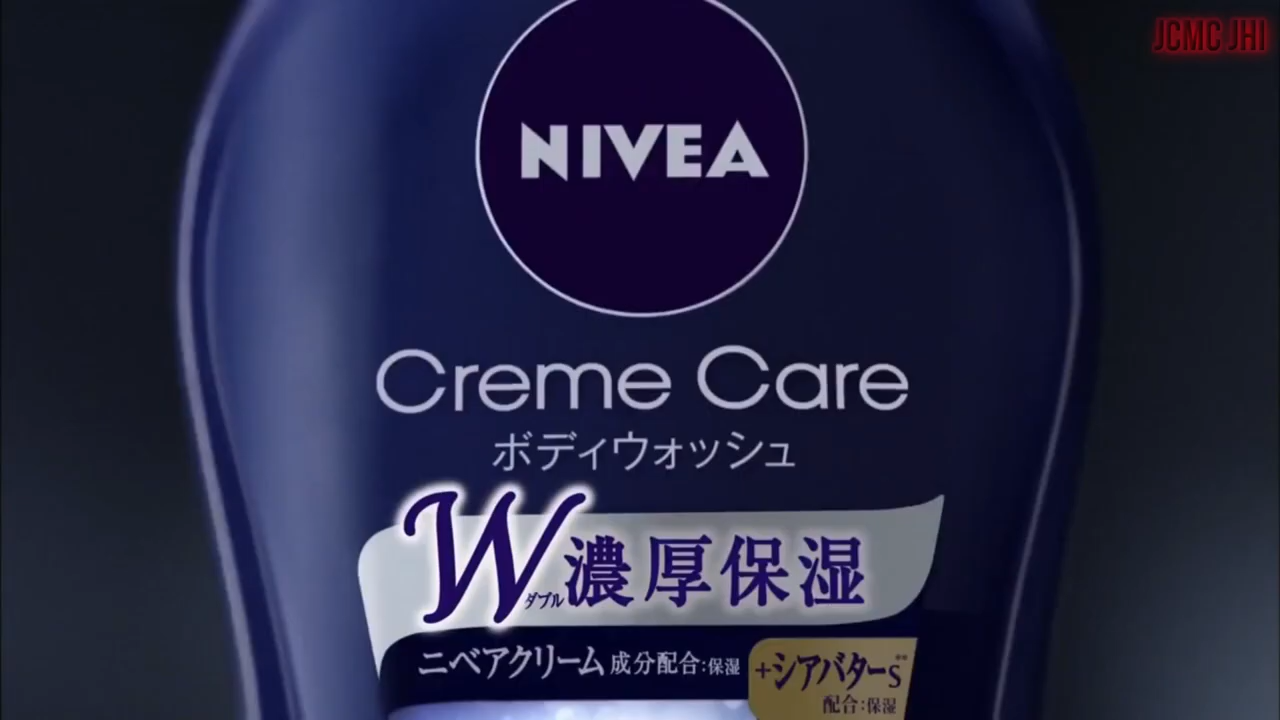 JCMC JHI
NIVEA
Creme Care
ボディウォッシュ
W濃厚保湿
ダブル
ニベアクリーム成分配合:保湿
+シアバターS
配合:保湿